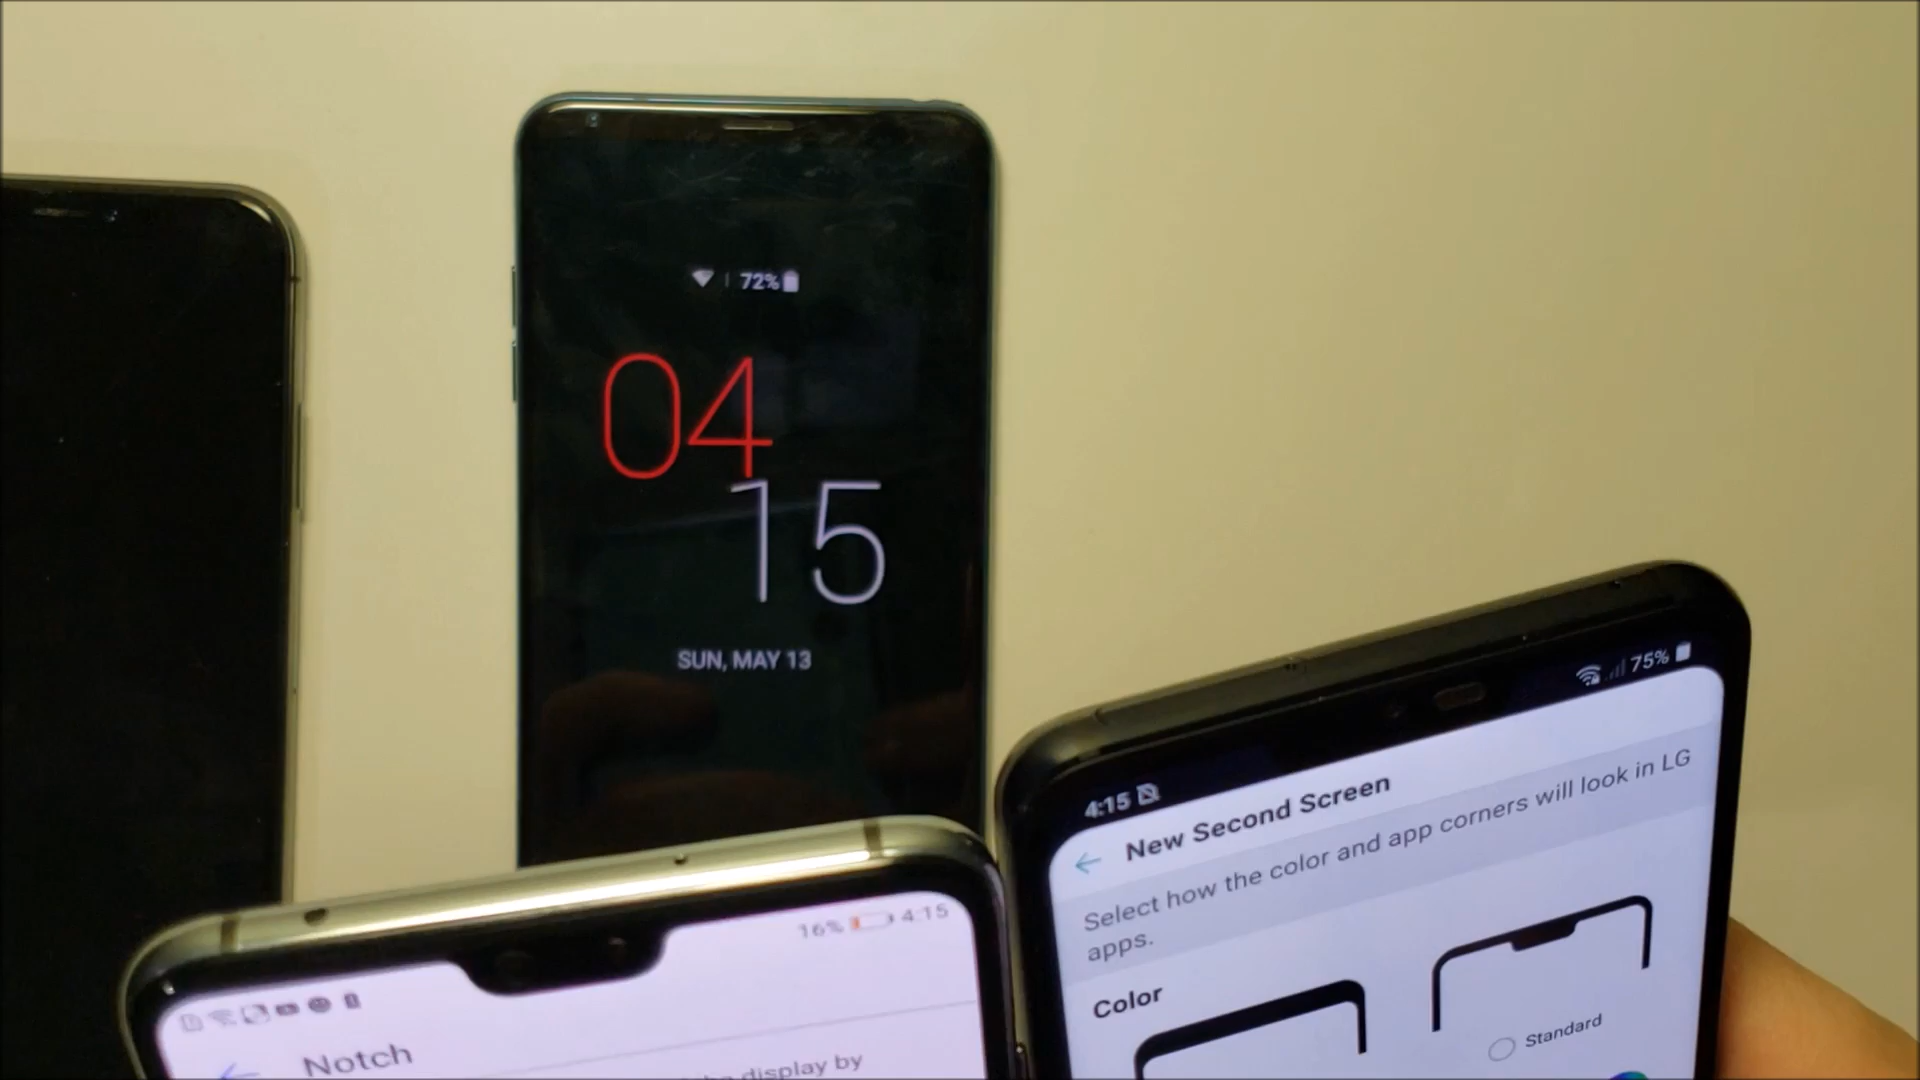 72%
04
15
SUN, MAY 13
75%
4:15
New Second Screen
Select how the color and app corners will look in LG
apps.
Color
Standard
16% 4:15
Notch
display by